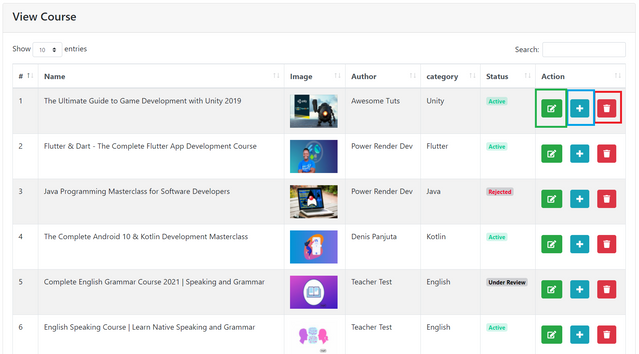 View Course
Show 10 entries Search:
# Name Image Author category Status Action
1 The Ultimate Guide to Game Development with Unity 2019 Awesome Tuts Unity Active
2 Flutter & Dart - The Complete Flutter App Development Course Power Render Dev Flutter Active
3 Java Programming Masterclass for Software Developers Power Render Dev Java Rejected
4 The Complete Android 10 & Kotlin Development Masterclass Denis Panjuta Kotlin Active
5 Complete English Grammar Course 2021 | Speaking and Grammar Teacher Test English Under Review
6 English Speaking Course | Learn Native Speaking and Grammar Teacher Test English Active